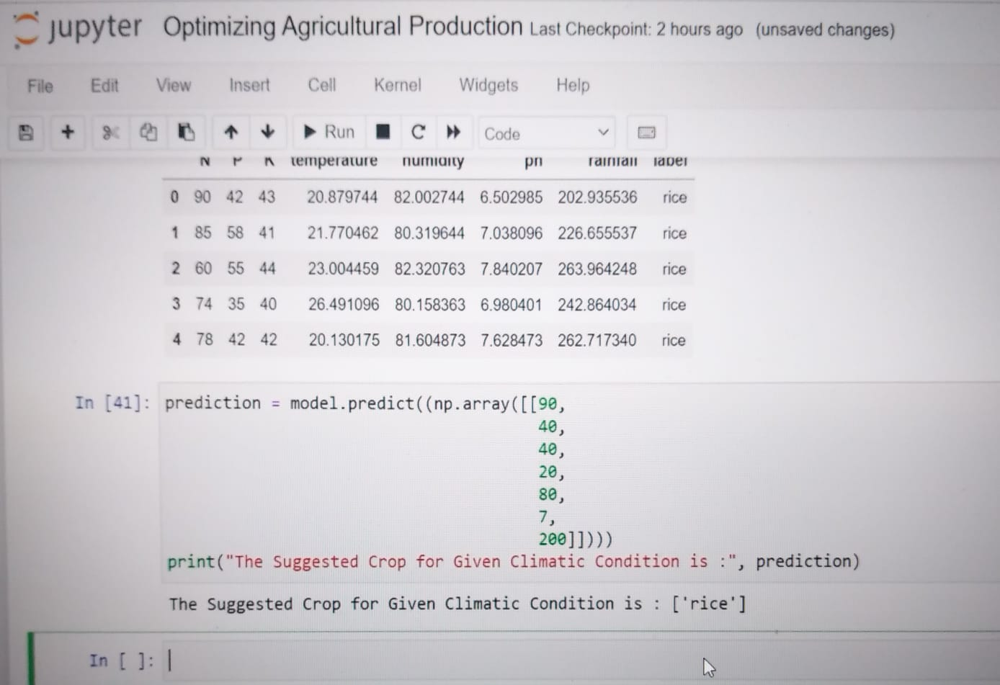 jupyter Optimizing Agricultural Production Last Checkpoint: 2 hours ago (unsaved changes)
File Edit View Insert Cell Kernel Widgets Help
Run Code
N P K temperature humidity ph rainfall label
0 90 42 43 20.879744 82.002744 6.502985 202.935536 rice
1 85 58 41 21.770462 80.319644 7.038096 226.655537 rice
2 60 55 44 23.004459 82.320763 7.840207 263.964248 rice
3 74 35 40 26.491096 80.158363 6.980401 242.864034 rice
4 78 42 42 20.130175 81.604873 7.628473 262.717340 rice
In [41]: prediction = model.predict((np.array([[90,
40,
40,
20,
80,
7,
200]])))
print("The Suggested Crop for Given Climatic Condition is :", prediction)
The Suggested Crop for Given Climatic Condition is : ['rice']
In [ ]: